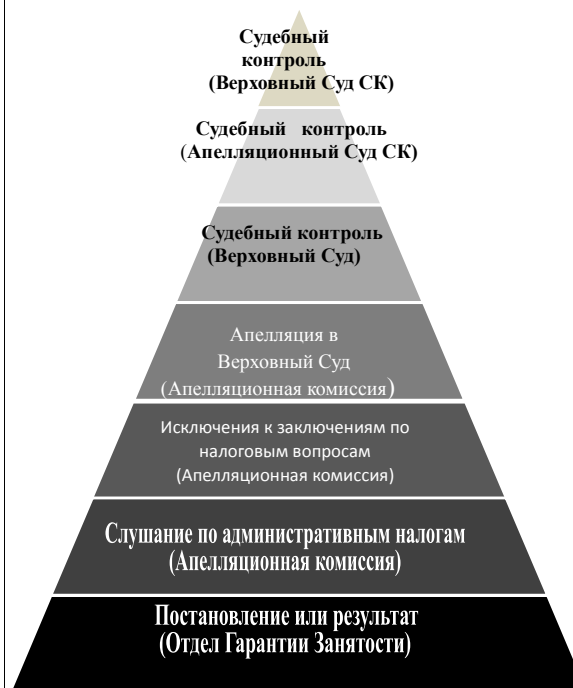 Судебный
контроль
(Верховный Суд СК)
Судебный контроль
(Апелляционный Суд СК)
Судебный контроль
(Верховный Суд)
Апелляция в
Верховный Суд
(Апелляционная комиссия)
Исключения к заключениям по
налоговым вопросам
(Апелляционная комиссия)
Слушание по административным налогам
(Апелляционная комиссия)
Постановление или результат
(Отдел Гарантии Занятости)